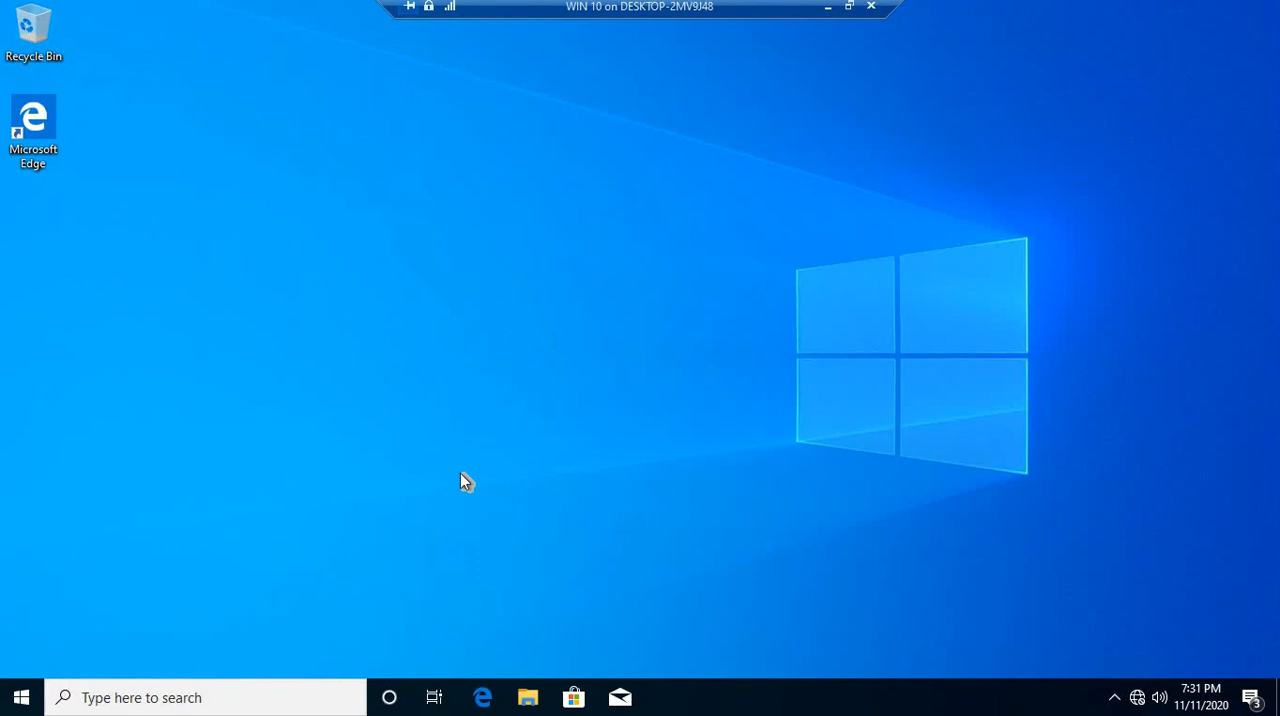 WIN 10 on DESKTOP-2MV9J48
Recycle Bin
Microsoft
Edge
Type here to search
7:31 PM
11/11/2020
3